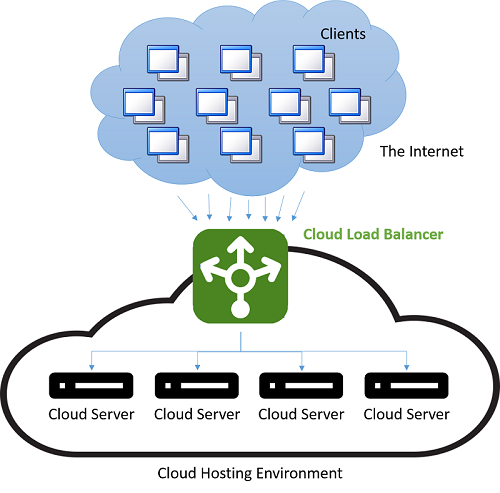 Clients
The Internet
Cloud Load Balancer
Cloud Server
Cloud Server
Cloud Server
Cloud Server
Cloud Hosting Environment